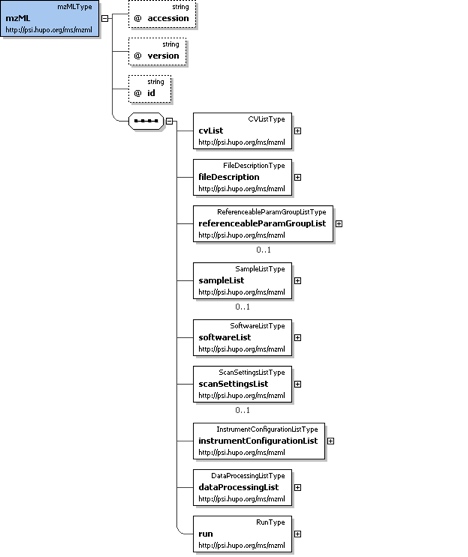 mzMLType
mzML
http://psi.hupo.org/ms/mzml
string
@ accession
string
@ version
string
@ id
CVListType
cvList
http://psi.hupo.org/ms/mzml
FileDescriptionType
fileDescription
http://psi.hupo.org/ms/mzml
ReferenceableParamGroupListType
referenceableParamGroupList
http://psi.hupo.org/ms/mzml
0..1
SampleListType
sampleList
http://psi.hupo.org/ms/mzml
0..1
SoftwareListType
softwareList
http://psi.hupo.org/ms/mzml
ScanSettingsListType
scanSettingsList
http://psi.hupo.org/ms/mzml
0..1
InstrumentConfigurationListType
instrumentConfigurationList
http://psi.hupo.org/ms/mzml
DataProcessingListType
dataProcessingList
http://psi.hupo.org/ms/mzml
RunType
run
http://psi.hupo.org/ms/mzml